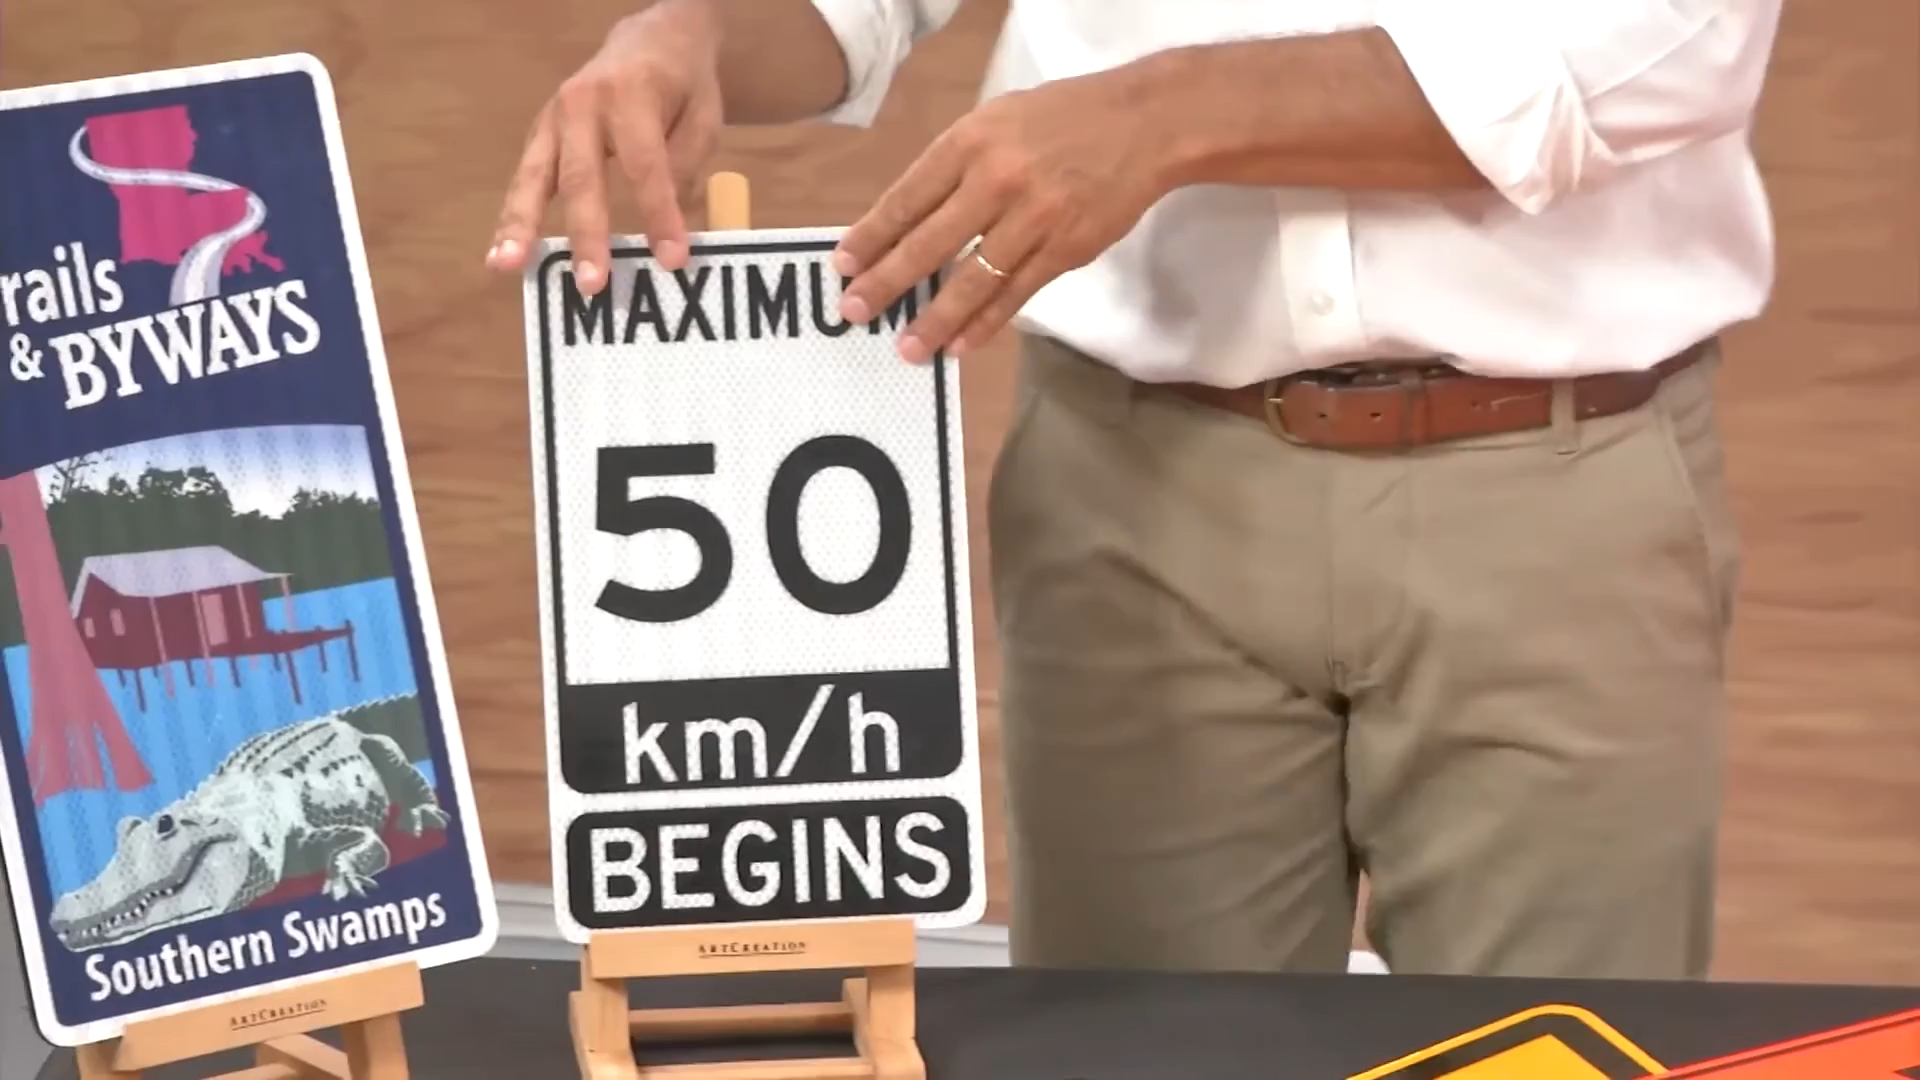 rails
& BYWAYS
Southern Swamps
ARTCREATION
MAXIMUM
50
km/h
BEGINS
ARTCREATION